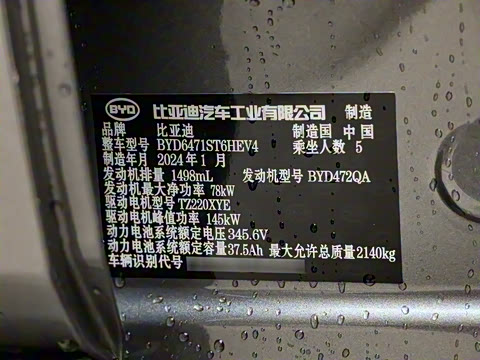 BYD 比亚迪汽车工业有限公司 制造
品牌 比亚迪 制造国 中国
整车型号 BYD6471ST6HEV4 乘坐人数 5
制造年月 2024年1月
发动机排量 1498mL 发动机型号 BYD472QA
发动机最大净功率 78kW
驱动电机型号 TZ220XYE
驱动电机峰值功率 145kW
动力电池系统额定电压 345.6V
动力电池系统额定容量 37.5Ah 最大允许总质量 2140kg
车辆识别代号